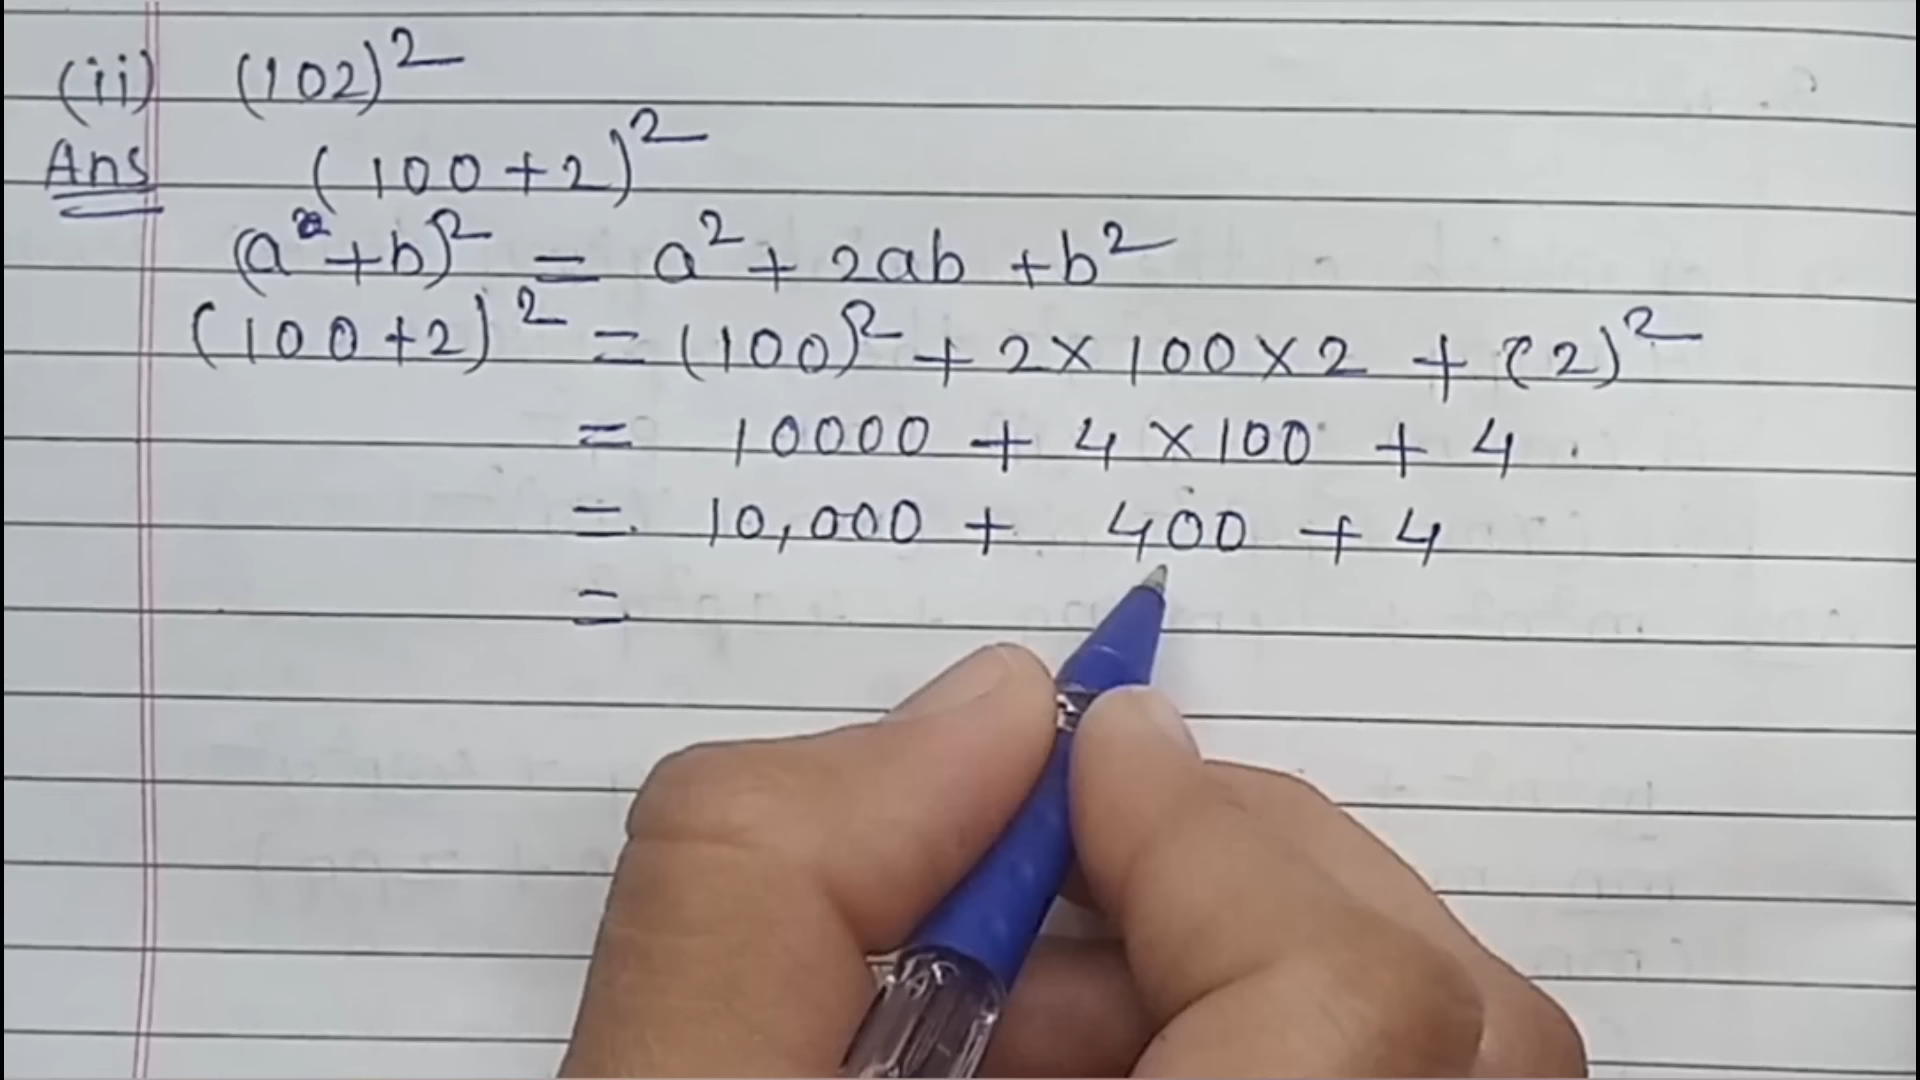 (ii) (102)²
Ans (100+2)²
(a²+b)² = a² + 2ab + b²
(100+2)² = (100)² + 2×100×2 + (2)²
= 10000 + 4×100 + 4
= 10,000 + 400 + 4
=